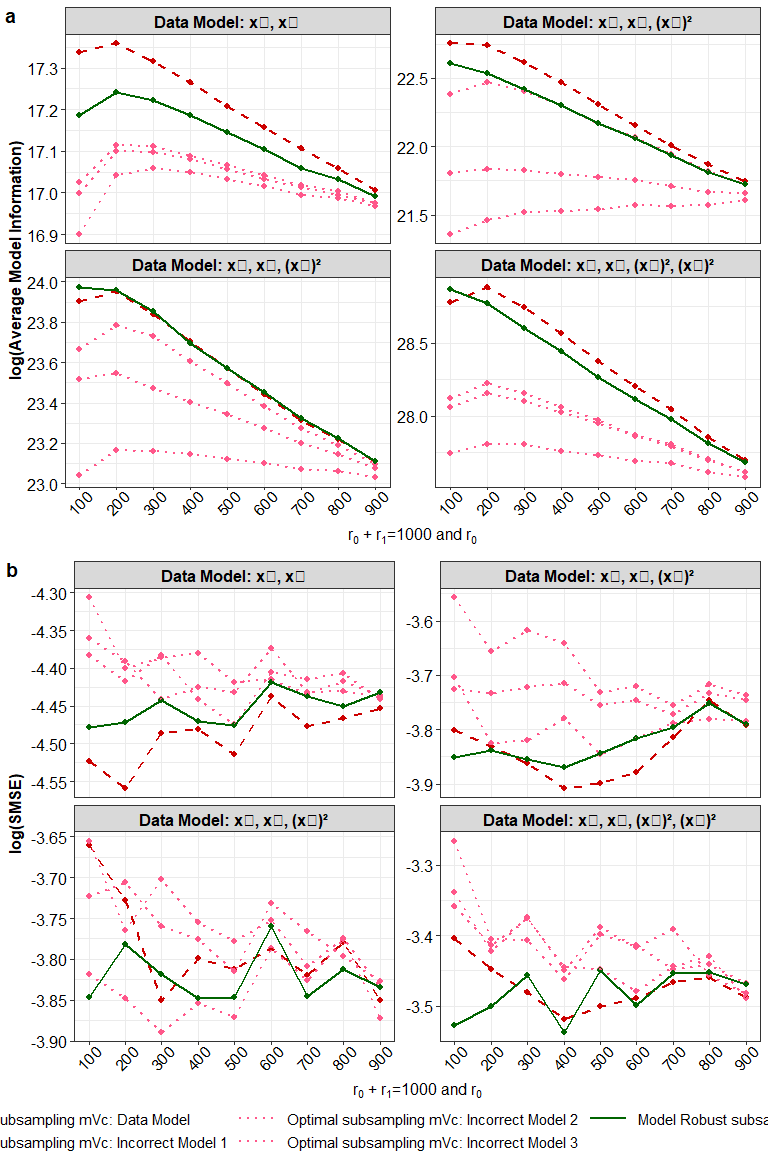 a
Data Model: x▯, x▯
Data Model: x▯, x▯, (x▯)²
log(Average Model Information)
17.3
17.2
17.1
17.0
16.9
22.5
22.0
21.5
Data Model: x▯, x▯, (x▯)²
Data Model: x▯, x▯, (x▯)², (x▯)²
24.0
23.8
23.6
23.4
23.2
23.0
28.5
28.0
100 200 300 400 500 600 700 800 900
100 200 300 400 500 600 700 800 900
r₀ + r₁=1000 and r₀
b
Data Model: x▯, x▯
Data Model: x▯, x▯, (x▯)²
log(SMSE)
-4.30
-4.35
-4.40
-4.45
-4.50
-4.55
-3.6
-3.7
-3.8
-3.9
Data Model: x▯, x▯, (x▯)²
Data Model: x▯, x▯, (x▯)², (x▯)²
-3.65
-3.70
-3.75
-3.80
-3.85
-3.90
-3.3
-3.4
-3.5
100 200 300 400 500 600 700 800 900
100 200 300 400 500 600 700 800 900
r₀ + r₁=1000 and r₀
ubsampling mVc: Data Model Optimal subsampling mVc: Incorrect Model 2 Model Robust subsa
ubsampling mVc: Incorrect Model 1 Optimal subsampling mVc: Incorrect Model 3